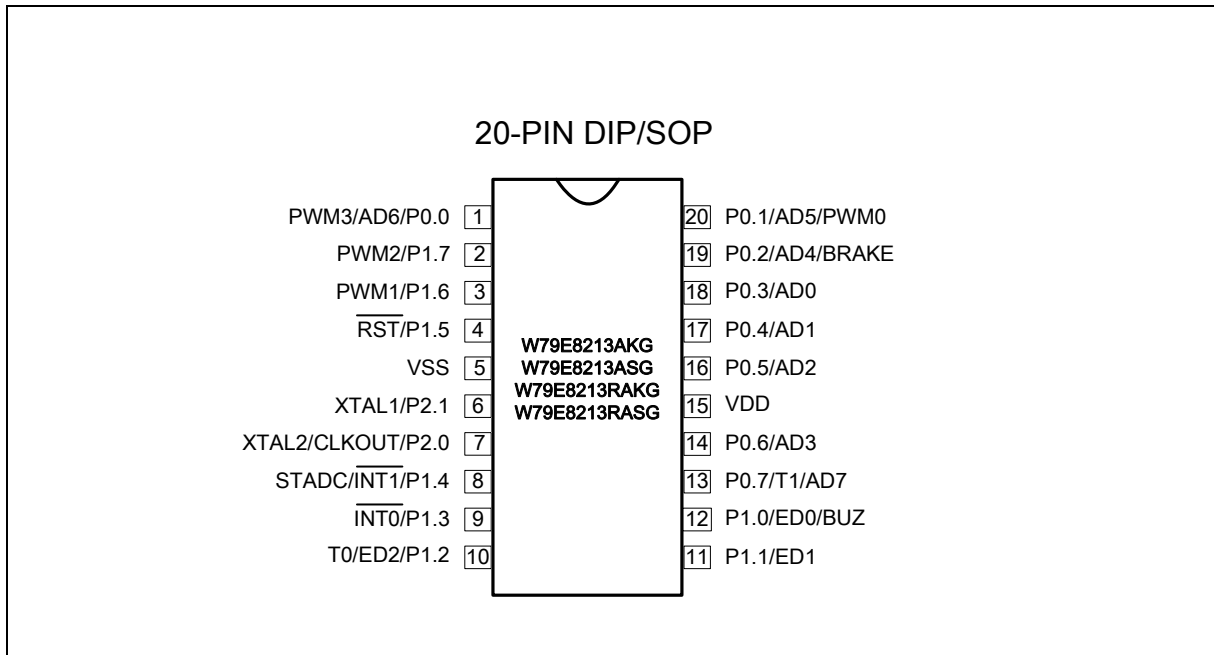 20-PIN DIP/SOP
PWM3/AD6/P0.0 1
PWM2/P1.7 2
PWM1/P1.6 3
R̅S̅T̅/P1.5 4
VSS 5
XTAL1/P2.1 6
XTAL2/CLKOUT/P2.0 7
STADC/I̅N̅T̅1̅/P1.4 8
I̅N̅T̅0̅/P1.3 9
T0/ED2/P1.2 10
W79E8213AKG
W79E8213ASG
W79E8213RAKG
W79E8213RASG
20 P0.1/AD5/PWM0
19 P0.2/AD4/BRAKE
18 P0.3/AD0
17 P0.4/AD1
16 P0.5/AD2
15 VDD
14 P0.6/AD3
13 P0.7/T1/AD7
12 P1.0/ED0/BUZ
11 P1.1/ED1